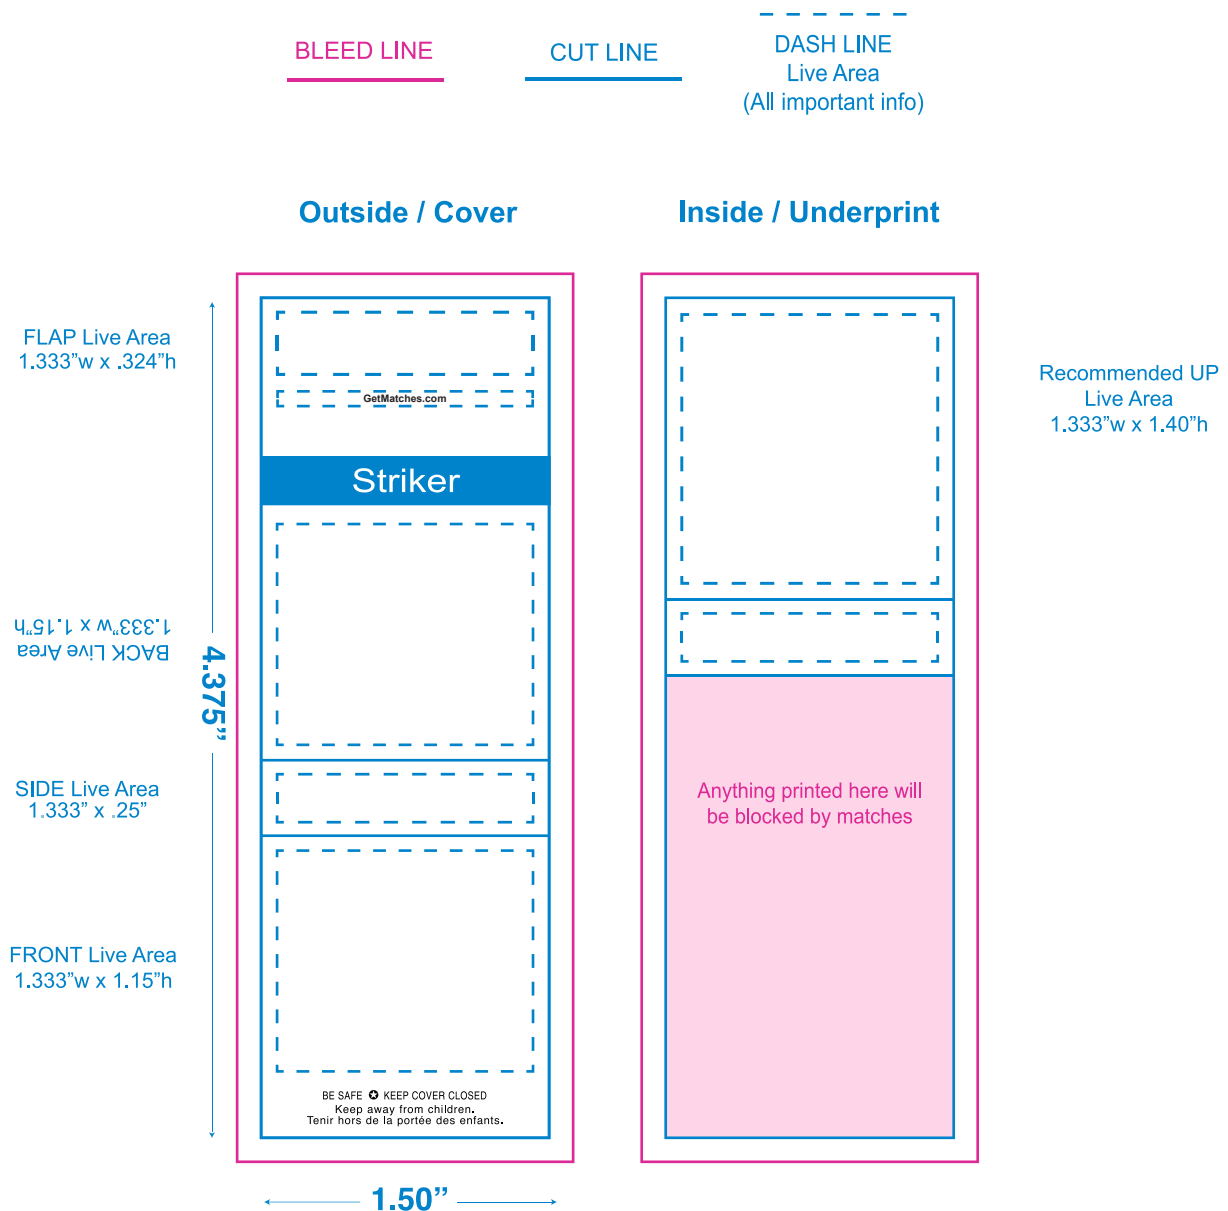 BLEED LINE
CUT LINE
DASH LINE
Live Area
(All important info)
Outside / Cover
Inside / Underprint
FLAP Live Area
1.333”w x .324”h
GetMatches.com
Striker
BACK Live Area
1.333”w x 1.15”h
4.375”
SIDE Live Area
1.333” x .25”
FRONT Live Area
1.333”w x 1.15”h
BE SAFE ✪ KEEP COVER CLOSED
Keep away from children.
Tenir hors de la portée des enfants.
1.50”
Recommended UP
Live Area
1.333”w x 1.40”h
Anything printed here will
be blocked by matches